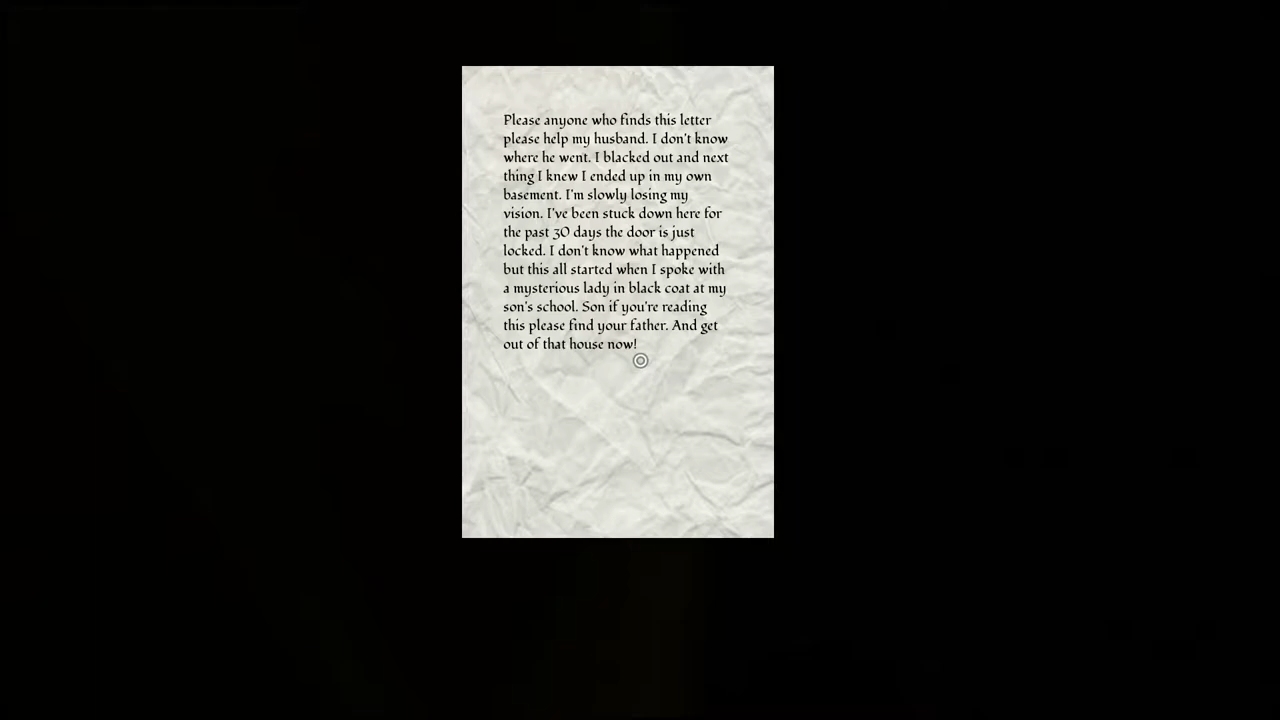 Please anyone who finds this letter
please help my husband. I don't know
where he went. I blacked out and next
thing I knew I ended up in my own
basement. I'm slowly losing my
vision. I've been stuck down here for
the past 30 days the door is just
locked. I don't know what happened
but this all started when I spoke with
a mysterious lady in black coat at my
son's school. Son if you're reading
this please find your father. And get
out of that house now!